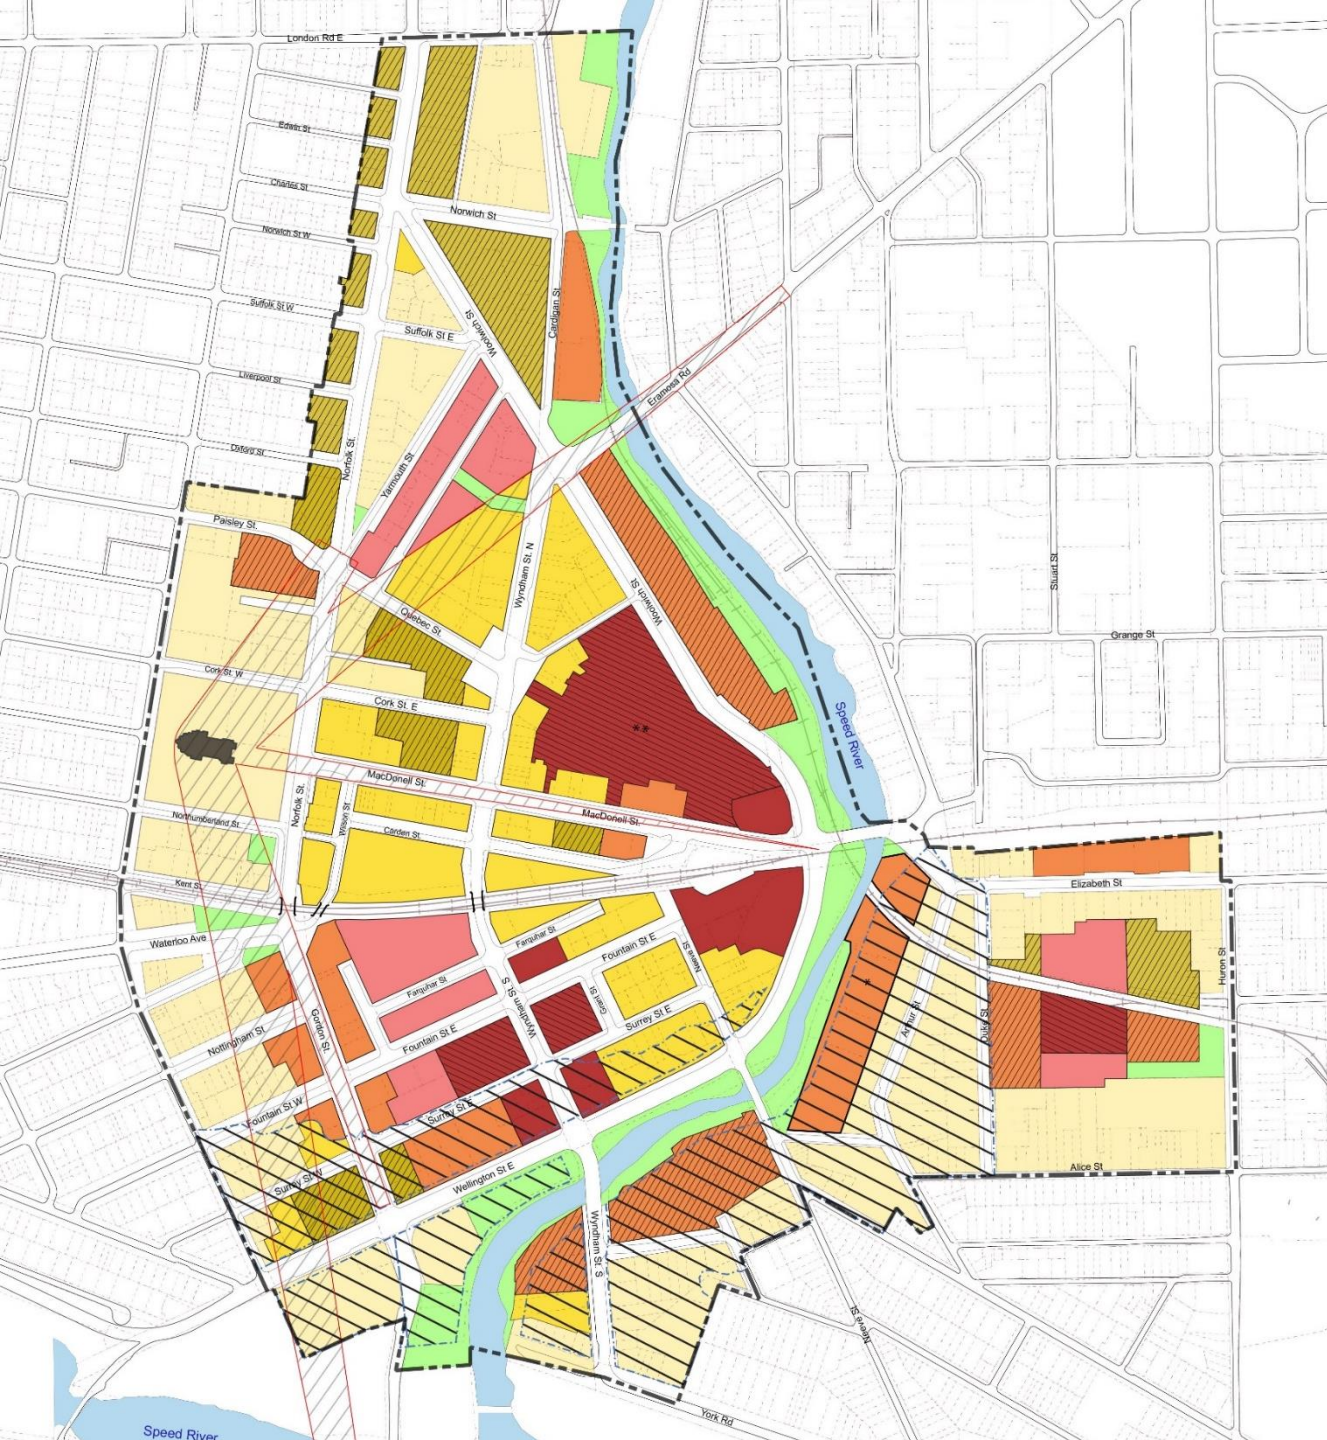 London Rd E
Edwin St
Charles St
Norwich St
Norwich St W
Suffolk St W
Cardigan St
Woolwich St
Suffolk St E
Eramosa Rd
Liverpool St
Oxford St
Norfolk St.
Yarmouth St
Paisley St.
Wyndham St. N
Stuart St
Woolwich St
Quebec St
Grange St
Cork St. W
Cork St. E
**
Speed River
MacDonell St.
Norfolk St.
Wilson St
MacDonell St.
Northumberland St
Carden St
Kent St
Elizabeth St
Waterloo Ave
Farquhar St
Fountain St E
Neeve St
Huron St
Farquhar St
Wyndham St. S
Grant St
*
Arthur St
Duke St
Gordon St.
Surrey St E
Nottingham St
Fountain St E
Fountain St W
Surrey St E
Surrey St W
Wellington St E
Alice St
Wyndham St. S
Neeve St
York Rd
Speed River